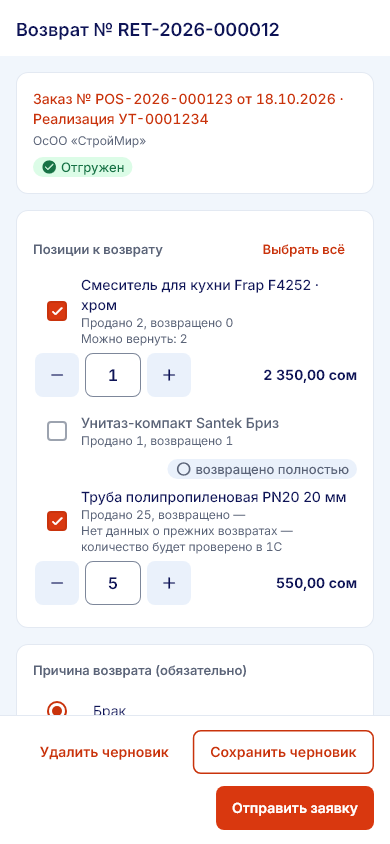 Возврат № RET-2026-000012
Заказ № POS-2026-000123 от 18.10.2026 ·
Реализация УТ-0001234
ОсОО «СтройМир»
Отгружен
Позиции к возврату
Выбрать всё
Смеситель для кухни Frap F4252 ·
хром
Продано 2, возвращено 0
Можно вернуть: 2
− 1 + 2 350,00 сом
Унитаз-компакт Santek Бриз
Продано 1, возвращено 1
возвращено полностью
Труба полипропиленовая PN20 20 мм
Продано 25, возвращено —
Нет данных о прежних возвратах —
количество будет проверено в 1С
− 5 + 550,00 сом
Причина возврата (обязательно)
Брак
Удалить черновик
Сохранить черновик
Отправить заявку